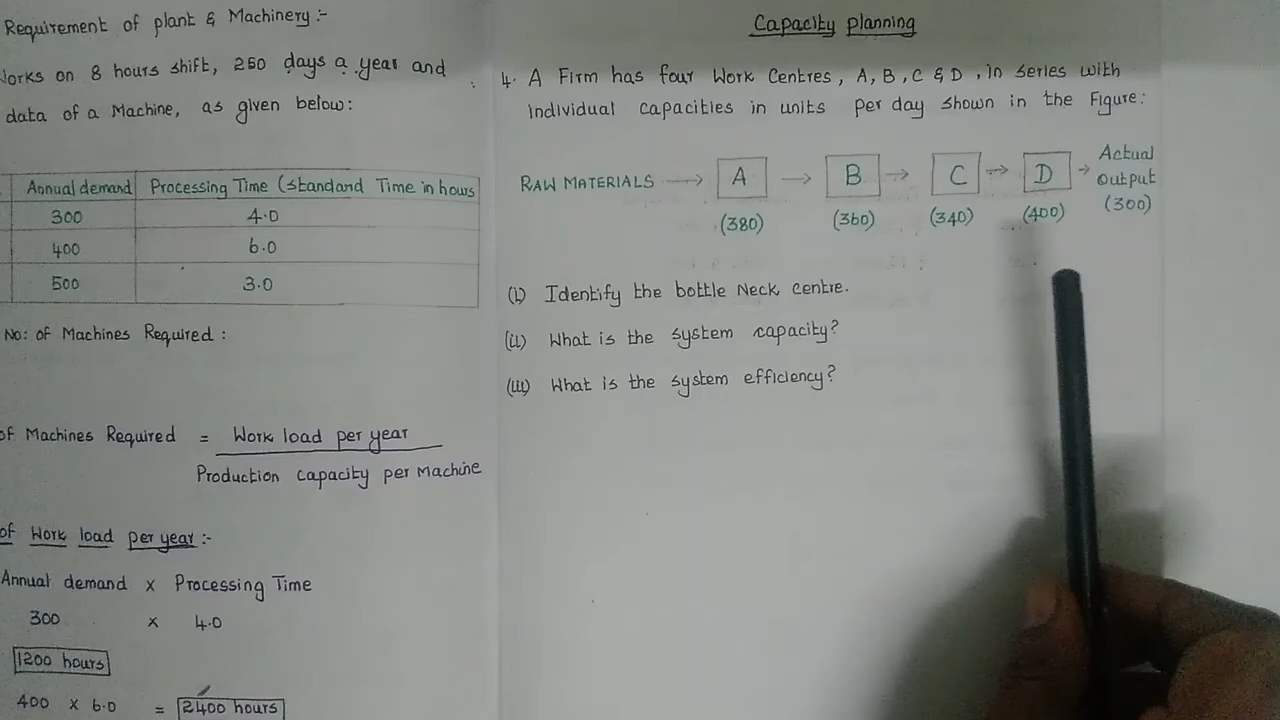 Requirement of plant & Machinery :-
Works on 8 hours shift, 250 days a year and
data of a Machine, as given below:
Annual demand Processing Time (Standard Time in hours
300 4.0
400 6.0
500 3.0
No: of Machines Required :
of Machines Required = Work load per year
Production capacity per Machine
of Work load per year :-
Annual demand x Processing Time
300 x 4.0
1200 hours
400 x 6.0 = 2400 hours
Capacity planning
4. A Firm has four Work Centres, A, B, C & D, in series with
individual capacities in units per day shown in the Figure:
RAW MATERIALS → A → B → C → D → Actual output (300)
(380) (360) (340) (400)
(i) Identify the bottle Neck centre.
(ii) What is the system capacity?
(iii) What is the system efficiency?